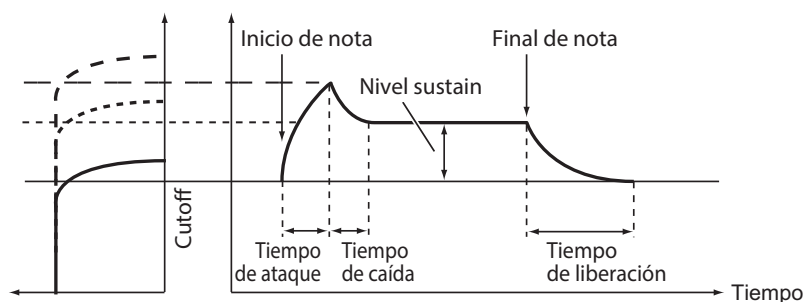 Inicio de nota
Final de nota
Nivel sustain
Cutoff
Tiempo
de ataque
Tiempo
de caída
Tiempo
de liberación
Tiempo